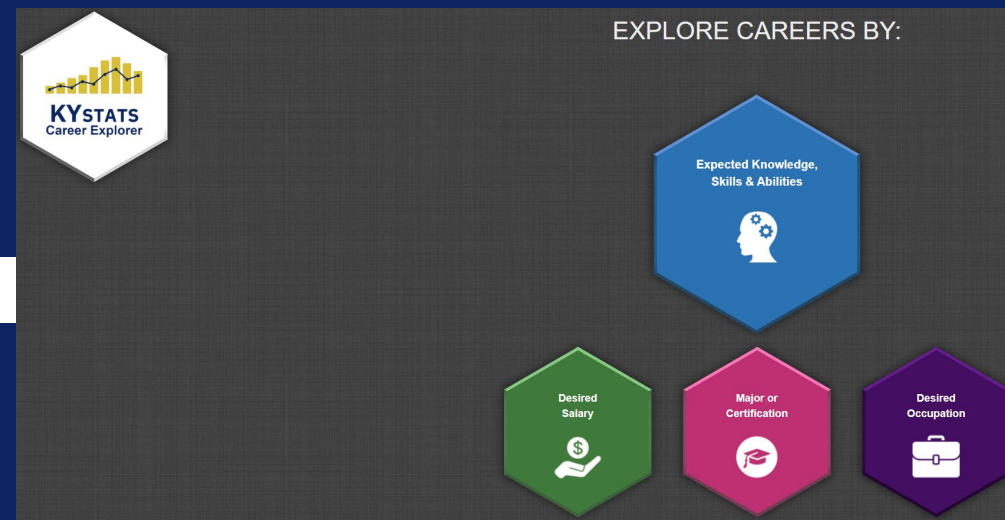 EXPLORE CAREERS BY:
KYSTATS
Career Explorer
Expected Knowledge,
Skills & Abilities
Desired
Salary
$
Major or
Certification
Desired
Occupation